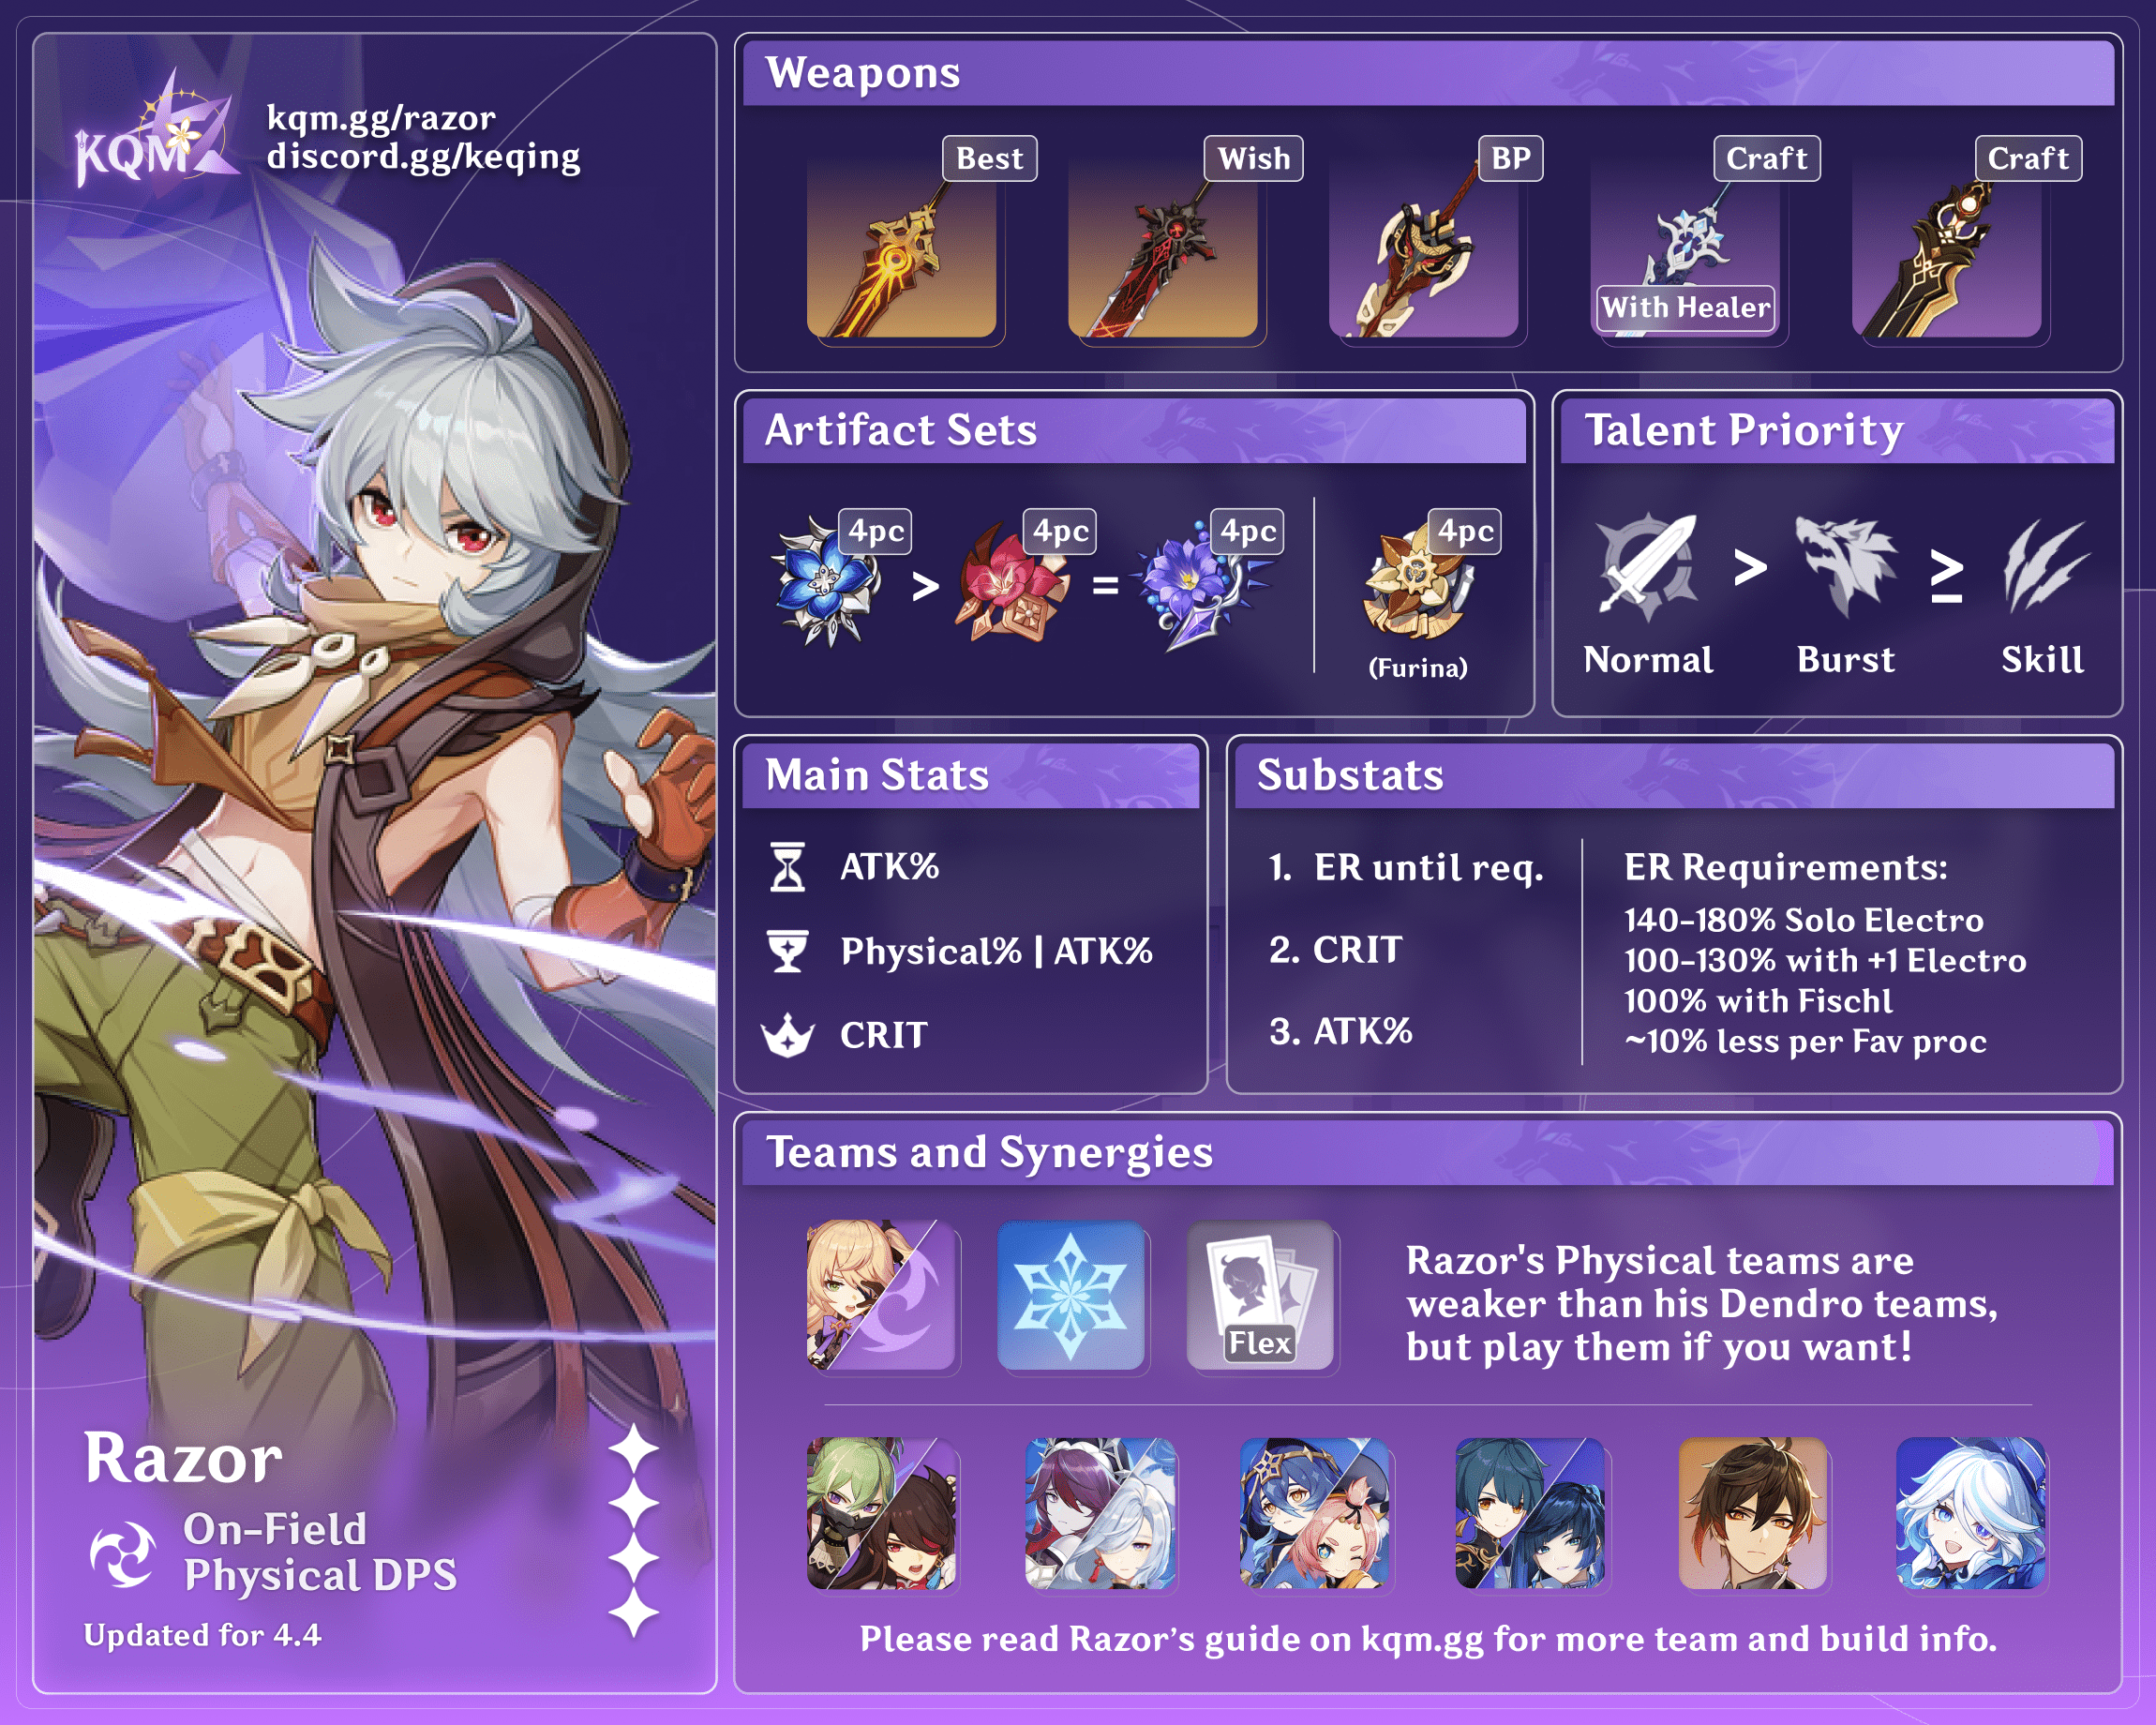 KQM
kqm.gg/razor
discord.gg/keqing
Razor
On-Field
Physical DPS
Updated for 4.4
Weapons
Best
Wish
BP
Craft
With Healer
Craft
Artifact Sets
4pc
>
4pc
=
4pc
4pc
(Furina)
Talent Priority
> ≥
Normal
Burst
Skill
Main Stats
ATK%
Physical% | ATK%
CRIT
Substats
1. ER until req.
2. CRIT
3. ATK%
ER Requirements:
140-180% Solo Electro
100-130% with +1 Electro
100% with Fischl
~10% less per Fav proc
Teams and Synergies
Flex
Razor's Physical teams are
weaker than his Dendro teams,
but play them if you want!
Please read Razor's guide on kqm.gg for more team and build info.